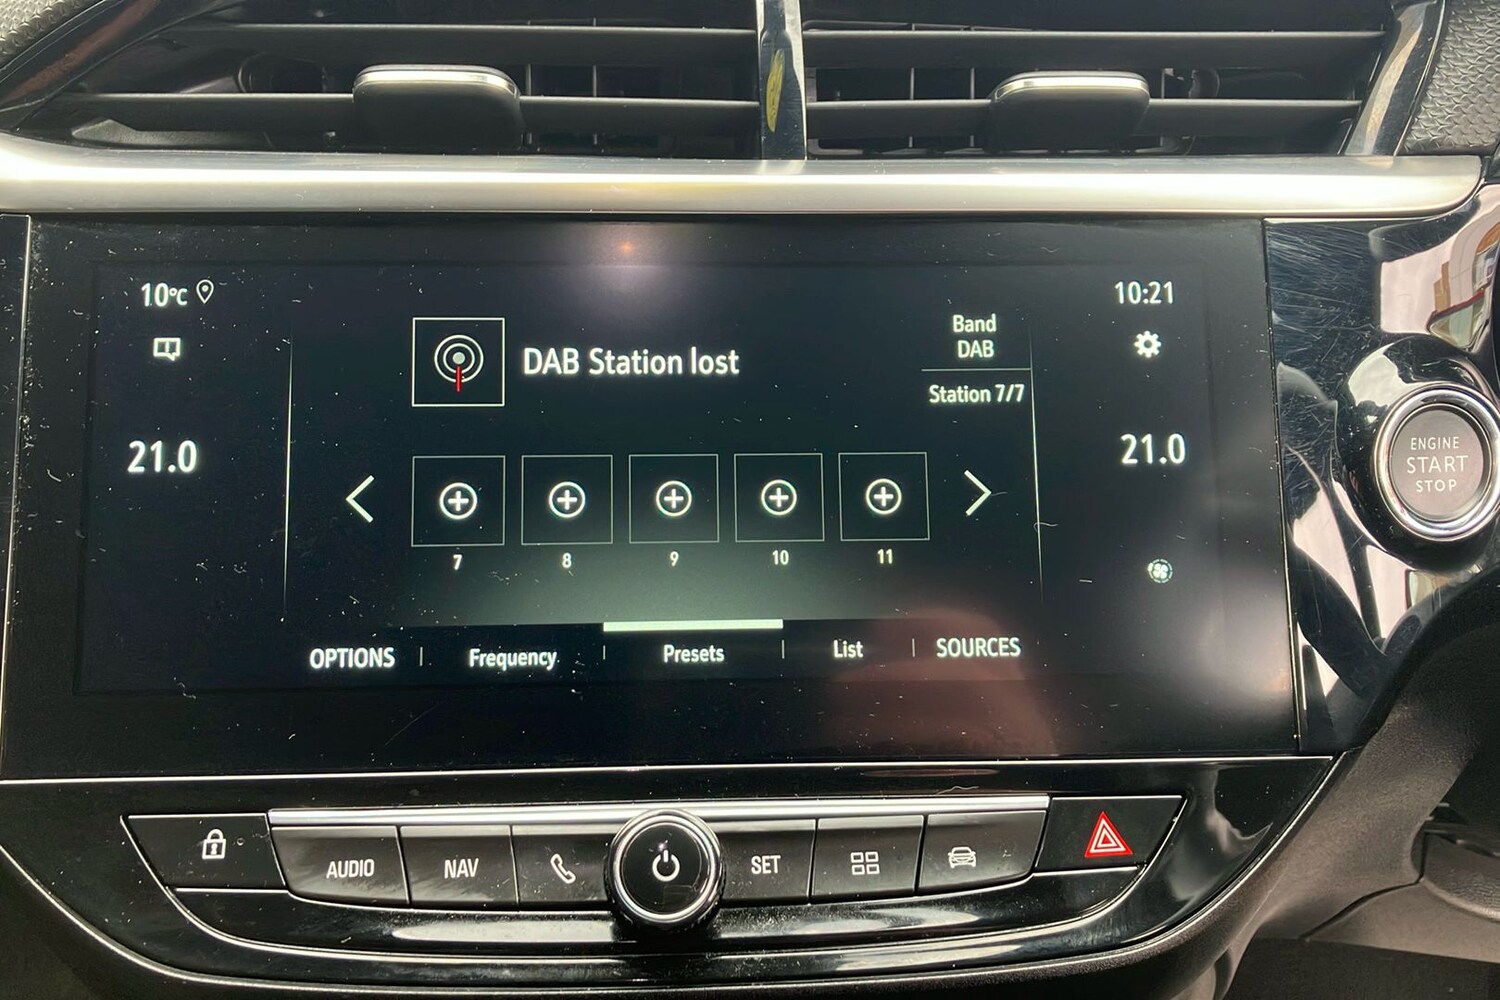 10°C
10:21
DAB Station lost
Band
DAB
Station 7/7
21.0
21.0
7
8
9
10
11
OPTIONS
Frequency
Presets
List
SOURCES
ENGINE
START
STOP
AUDIO
NAV
SET